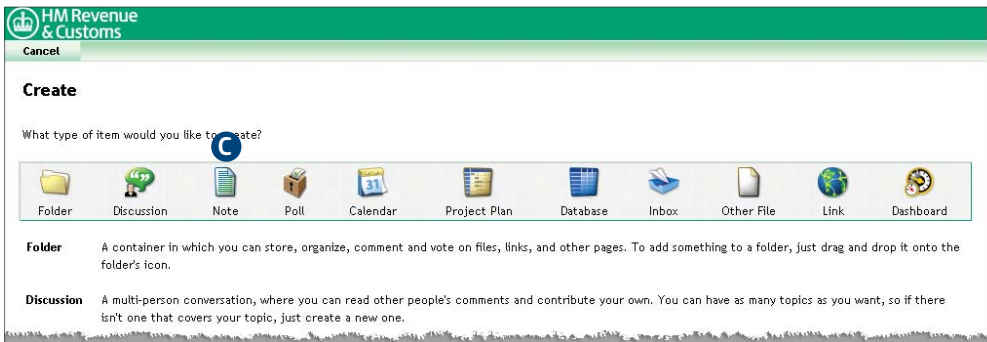 HM Revenue
& Customs
Cancel
Create
What type of item would you like to create?
C
Folder Discussion Note Poll Calendar Project Plan Database Inbox Other File Link Dashboard
Folder A container in which you can store, organize, comment and vote on files, links, and other pages. To add something to a folder, just drag and drop it onto the
folder's icon.
Discussion A multi-person conversation, where you can read other people's comments and contribute your own. You can have as many topics as you want, so if there
isn't one that covers your topic, just create a new one.